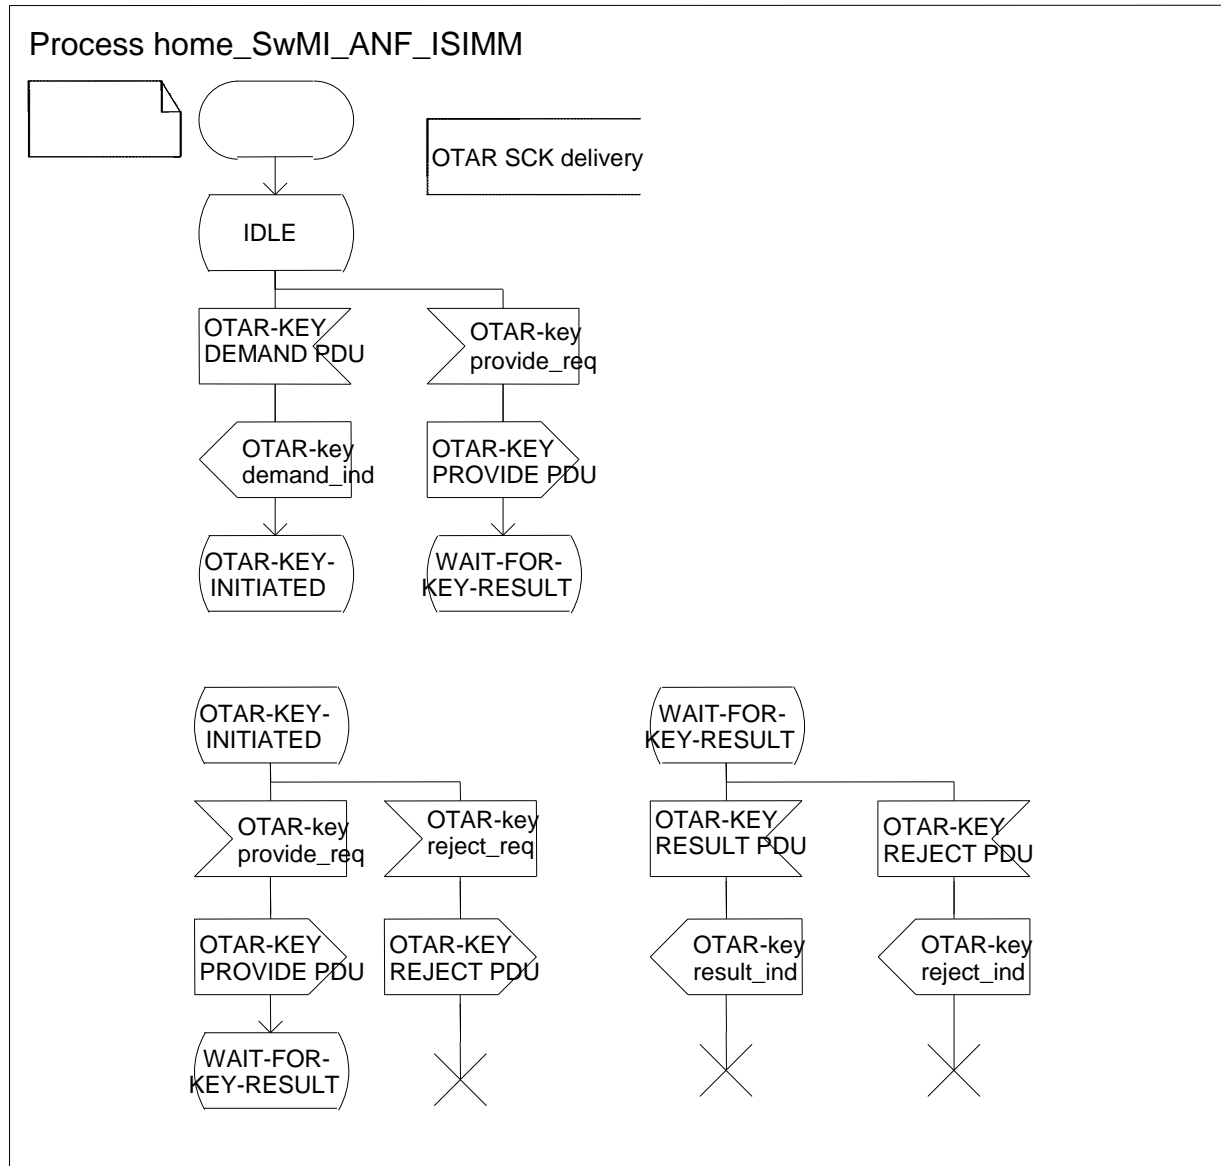 Process home_SwMI_ANF_ISIMM
OTAR SCK delivery
IDLE
OTAR-KEY
DEMAND PDU
OTAR-key
provide_req
OTAR-key
demand_ind
OTAR-KEY
PROVIDE PDU
OTAR-KEY-
INITIATED
WAIT-FOR-
KEY-RESULT
OTAR-KEY-
INITIATED
WAIT-FOR-
KEY-RESULT
OTAR-key
provide_req
OTAR-key
reject_req
OTAR-KEY
RESULT PDU
OTAR-KEY
REJECT PDU
OTAR-KEY
PROVIDE PDU
OTAR-KEY
REJECT PDU
OTAR-key
result_ind
OTAR-key
reject_ind
WAIT-FOR-
KEY-RESULT